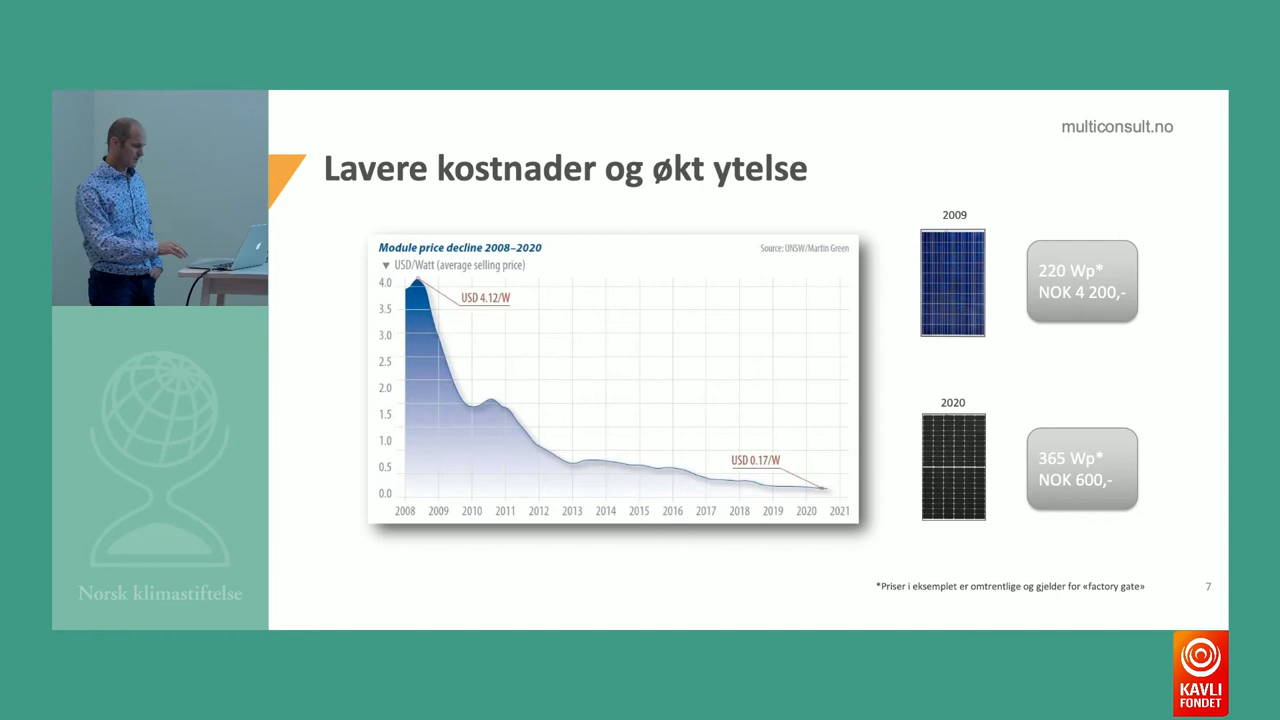 multiconsult.no
Lavere kostnader og økt ytelse
Module price decline 2008–2020
Source: UNSW/Martin Green
▼ USD/Watt (average selling price)
4.0
3.5
3.0
2.5
2.0
1.5
1.0
0.5
0.0
USD 4.12/W
USD 0.17/W
2008 2009 2010 2011 2012 2013 2014 2015 2016 2017 2018 2019 2020 2021
2009
220 Wp*
NOK 4 200,-
2020
365 Wp*
NOK 600,-
*Priser i eksemplet er omtrentlige og gjelder for «factory gate»
7
Norsk klimastiftelse
KAVLI
FONDET